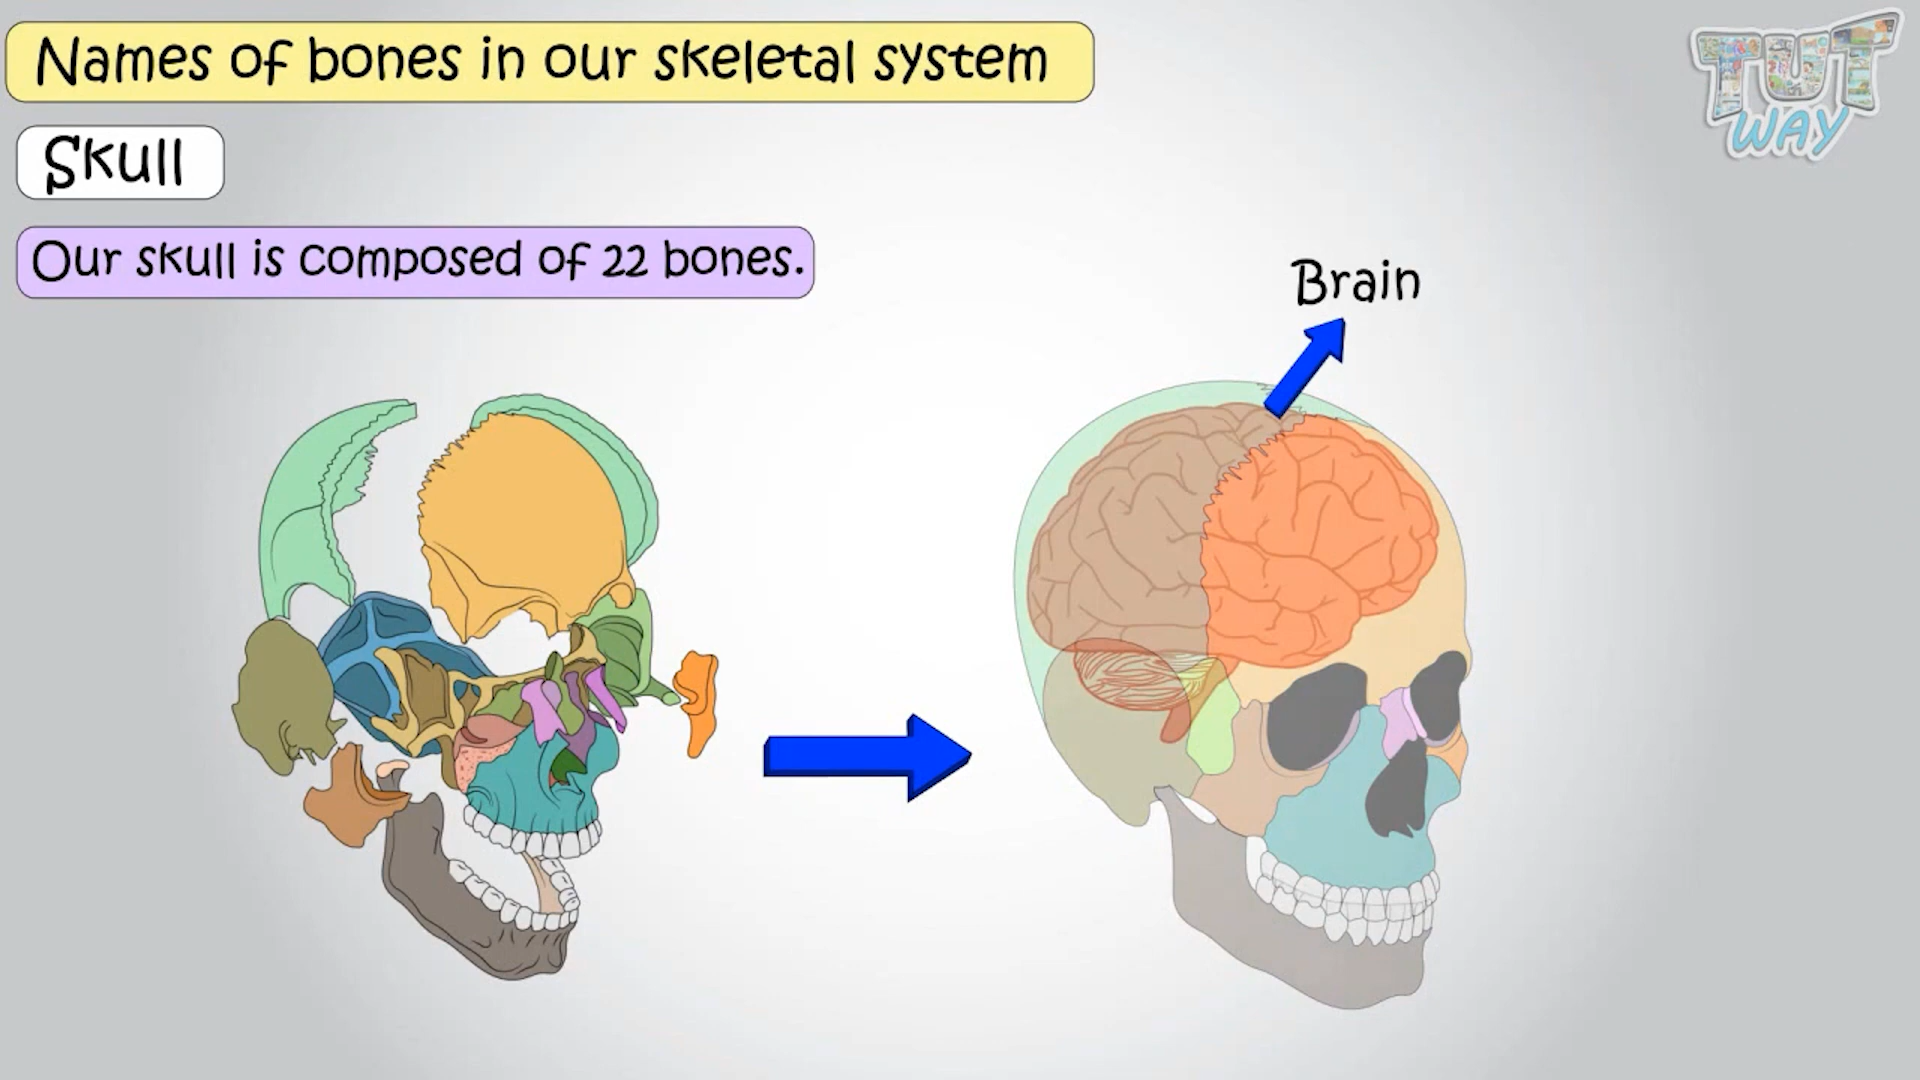 Names of bones in our skeletal system
TUT
WAY
Skull
Our skull is composed of 22 bones.
Brain